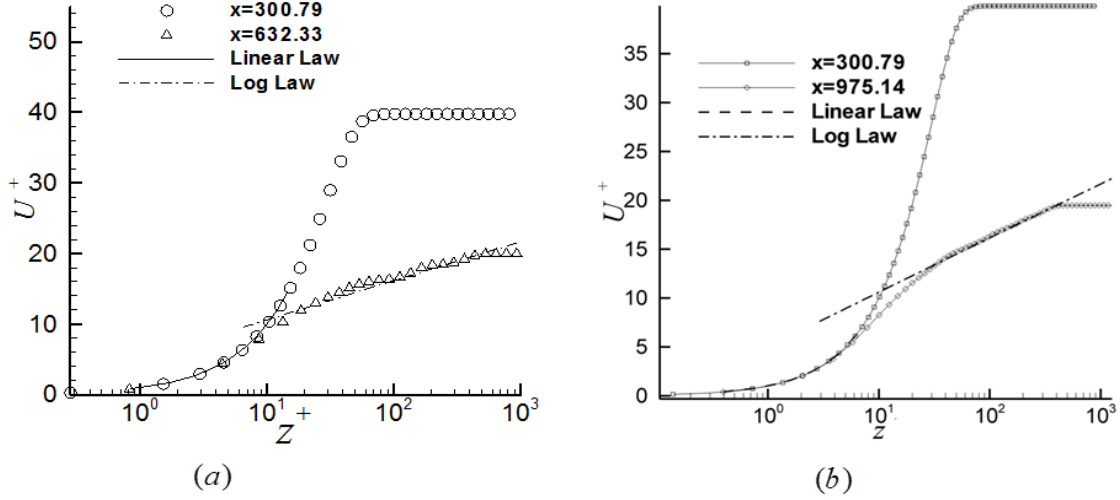 x=300.79
x=632.33
Linear Law
Log Law
50
40
30
20
10
0
U +
10^0
10^1
10^2
10^3
Z +
(a)
x=300.79
x=975.14
Linear Law
Log Law
35
30
25
20
15
10
5
0
U +
10^0
10^1
10^2
10^3
z
(b)